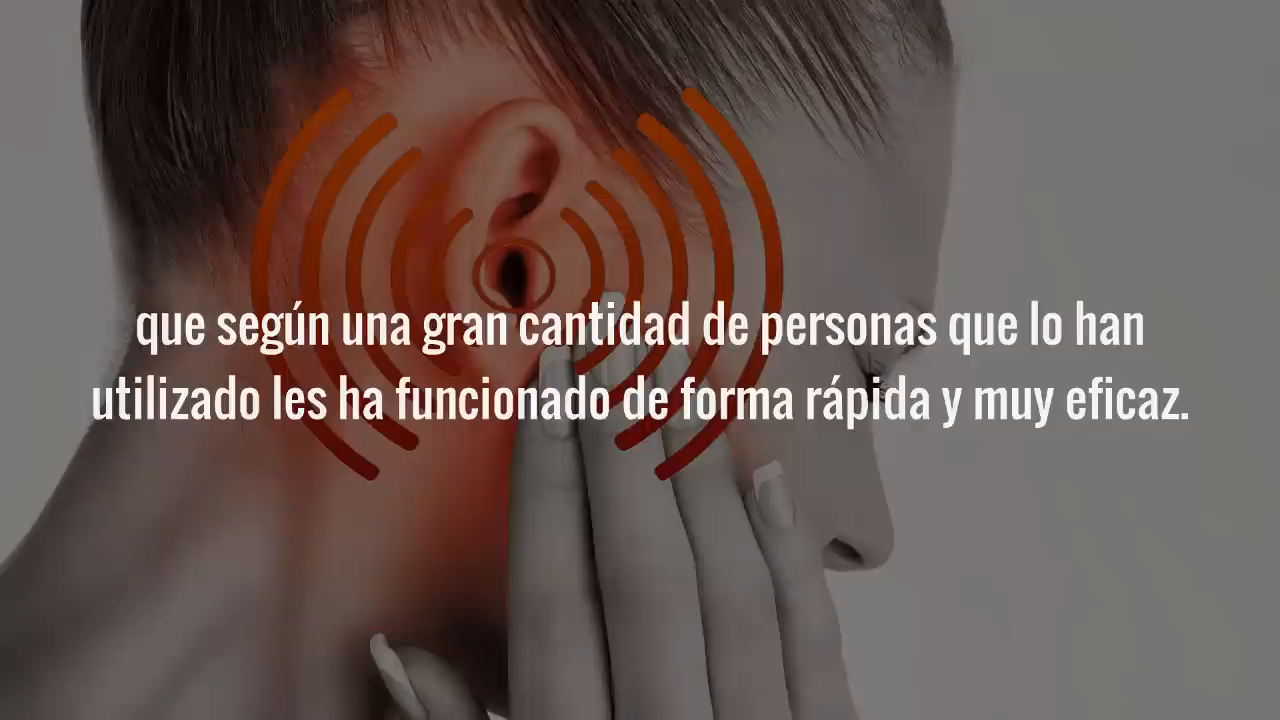 que según una gran cantidad de personas que lo han
utilizado les ha funcionado de forma rápida y muy eficaz.